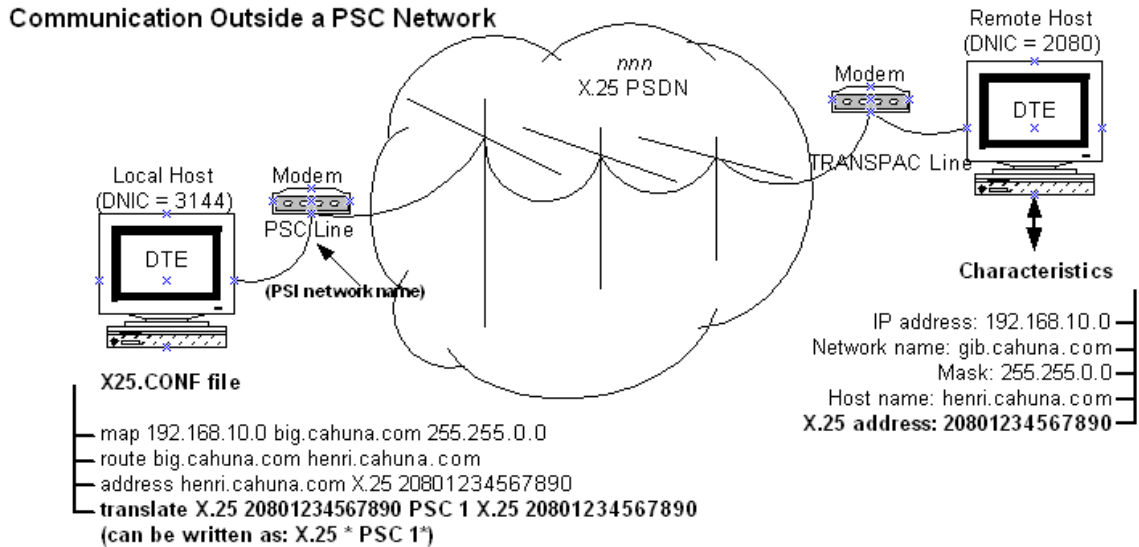 Communication Outside a PSC Network
Remote Host
(DNIC = 2080)
nnn
X.25 PSDN
Modem
DTE
TRANSPAC Line
Local Host
(DNIC = 3144)
Modem
PSC Line
DTE
(PSI network name)
Characteristics
IP address: 192.168.10.0
Network name: gib.cahuna.com
Mask: 255.255.0.0
Host name: henri.cahuna.com
X.25 address: 20801234567890
X25.CONF file
map 192.168.10.0 big.cahuna.com 255.255.0.0
route big.cahuna.com henri.cahuna.com
address henri.cahuna.com X.25 20801234567890
translate X.25 20801234567890 PSC 1 X.25 20801234567890
(can be written as: X.25 * PSC 1*)